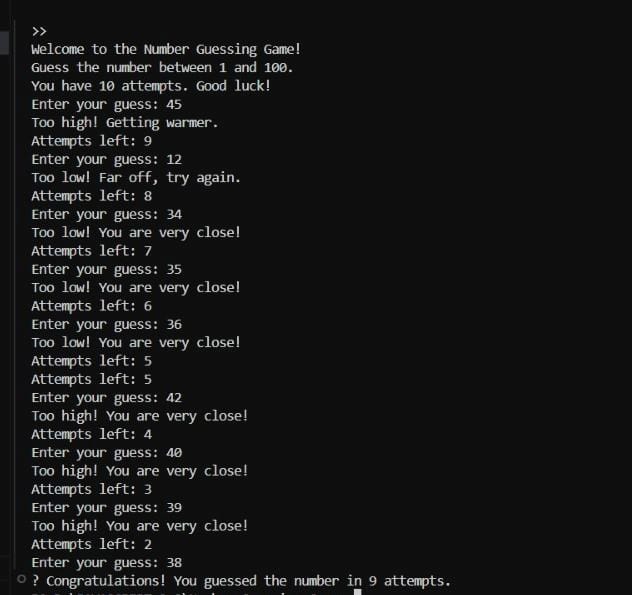 >>
Welcome to the Number Guessing Game!
Guess the number between 1 and 100.
You have 10 attempts. Good luck!
Enter your guess: 45
Too high! Getting warmer.
Attempts left: 9
Enter your guess: 12
Too low! Far off, try again.
Attempts left: 8
Enter your guess: 34
Too low! You are very close!
Attempts left: 7
Enter your guess: 35
Too low! You are very close!
Attempts left: 6
Enter your guess: 36
Too low! You are very close!
Attempts left: 5
Attempts left: 5
Enter your guess: 42
Too high! You are very close!
Attempts left: 4
Enter your guess: 40
Too high! You are very close!
Attempts left: 3
Enter your guess: 39
Too high! You are very close!
Attempts left: 2
Enter your guess: 38
? Congratulations! You guessed the number in 9 attempts.